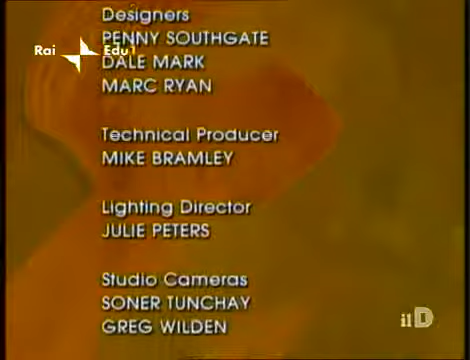 Designers
PENNY SOUTHGATE
Rai Edu1
DALE MARK
MARC RYAN
Technical Producer
MIKE BRAMLEY
Lighting Director
JULIE PETERS
Studio Cameras
SONER TUNCHAY
GREG WILDEN
ilD